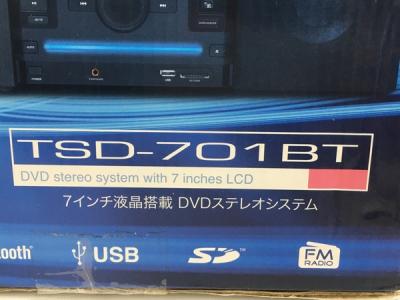 TSD-701BT
DVD stereo system with 7 inches LCD
7インチ液晶搭載 DVDステレオシステム
USB
SD
FM
RADIO